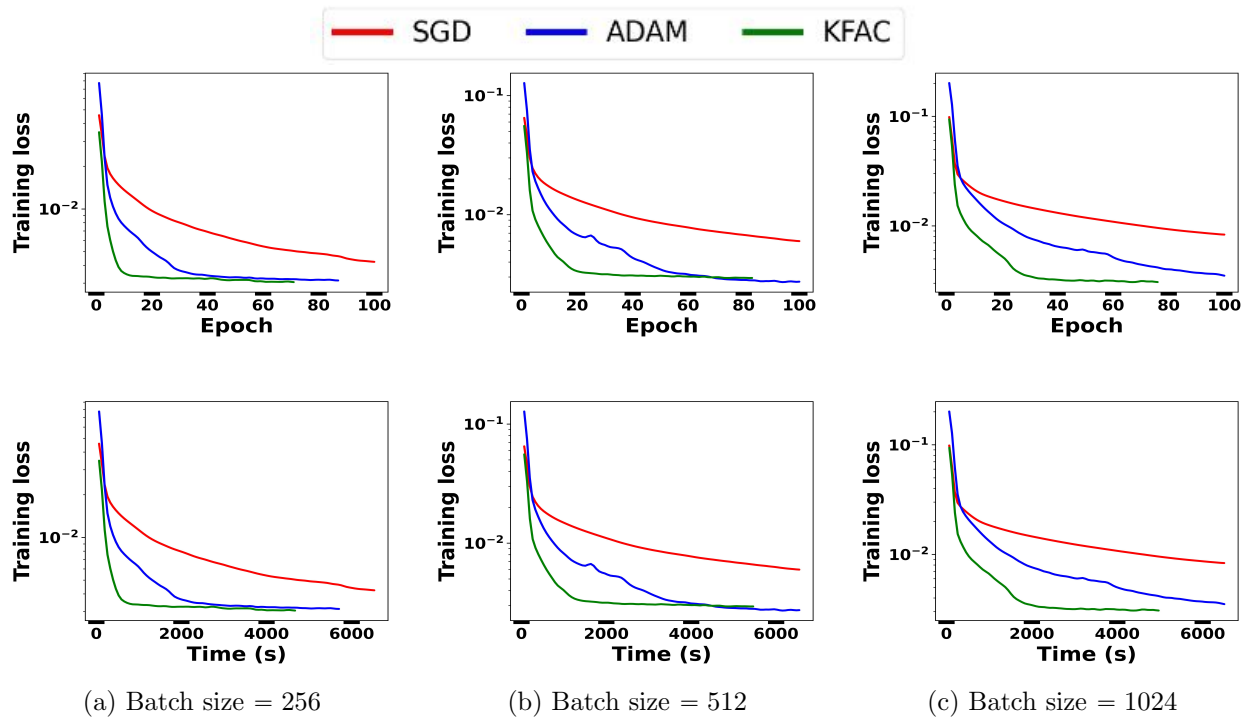 SGD ADAM KFAC
Training loss
10⁻²
0 20 40 60 80 100
Epoch
Training loss
10⁻¹
10⁻²
0 20 40 60 80 100
Epoch
Training loss
10⁻¹
10⁻²
0 20 40 60 80 100
Epoch
Training loss
10⁻²
0 2000 4000 6000
Time (s)
Training loss
10⁻¹
10⁻²
0 2000 4000 6000
Time (s)
Training loss
10⁻¹
10⁻²
0 2000 4000 6000
Time (s)
(a) Batch size = 256
(b) Batch size = 512
(c) Batch size = 1024